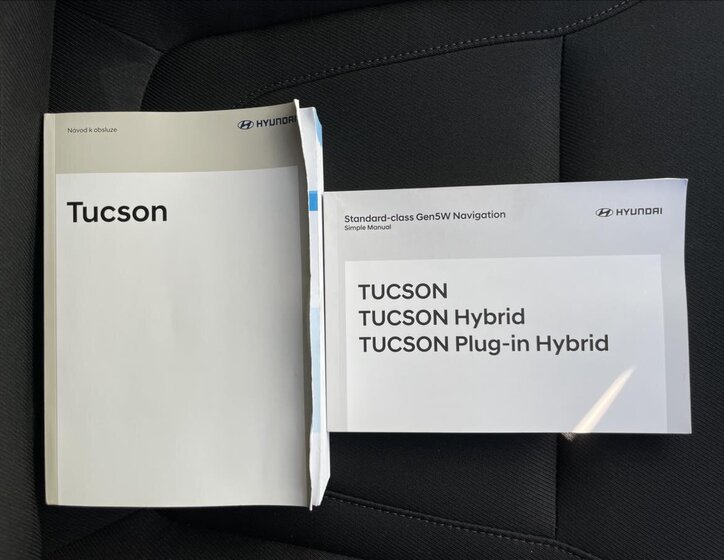 Návod k obsluze
HYUNDAI
Tucson
Standard-class Gen5W Navigation
Simple Manual
HYUNDAI
TUCSON
TUCSON Hybrid
TUCSON Plug-in Hybrid